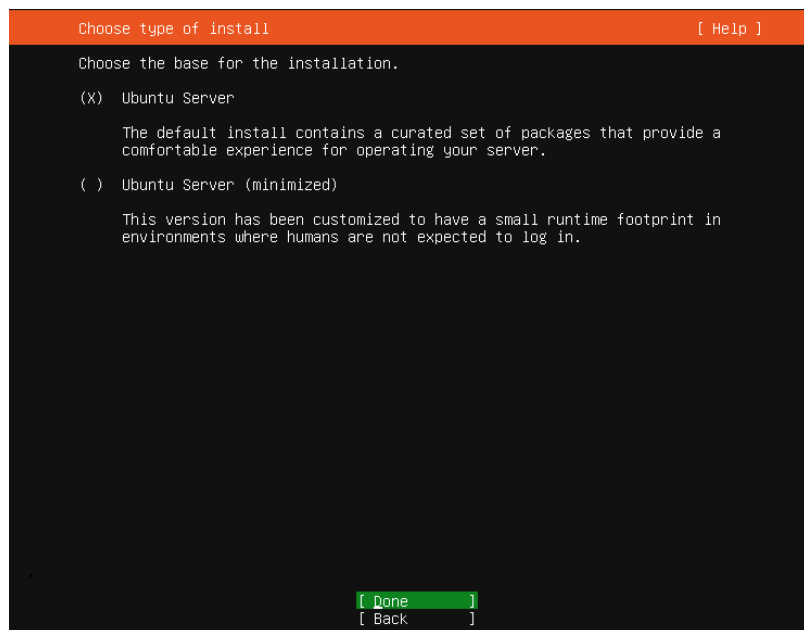 Choose type of install [ Help ]
Choose the base for the installation.
(X) Ubuntu Server
The default install contains a curated set of packages that provide a
comfortable experience for operating your server.
( ) Ubuntu Server (minimized)
This version has been customized to have a small runtime footprint in
environments where humans are not expected to log in.
[ Done ]
[ Back ]